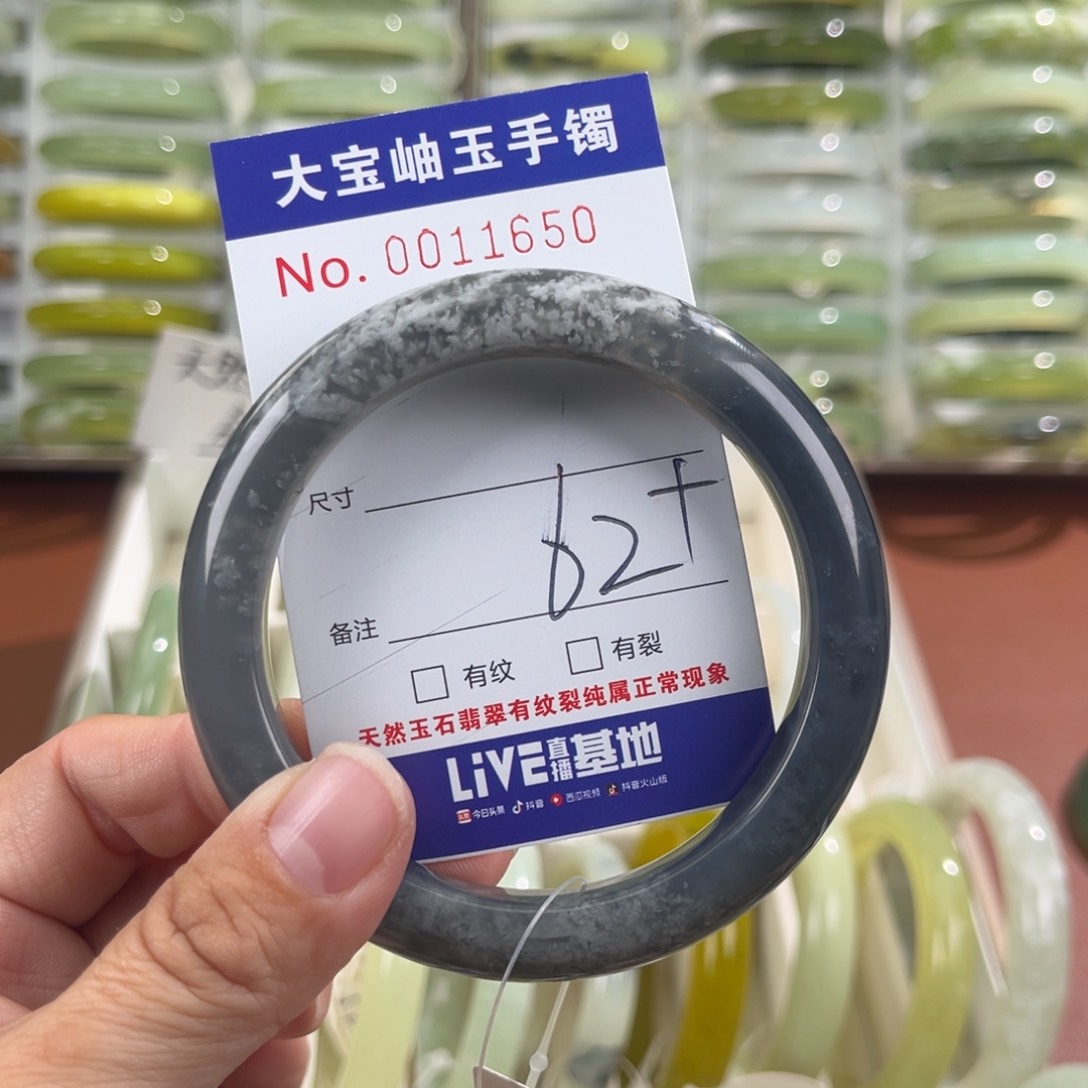 大宝岫玉手镯
No. 0011650
尺寸
62+
备注
□ 有纹 □ 有裂
天然玉石翡翠有纹裂纯属正常现象
LiVE直播基地
今日头条 抖音 西瓜视频 抖音火山版
天然